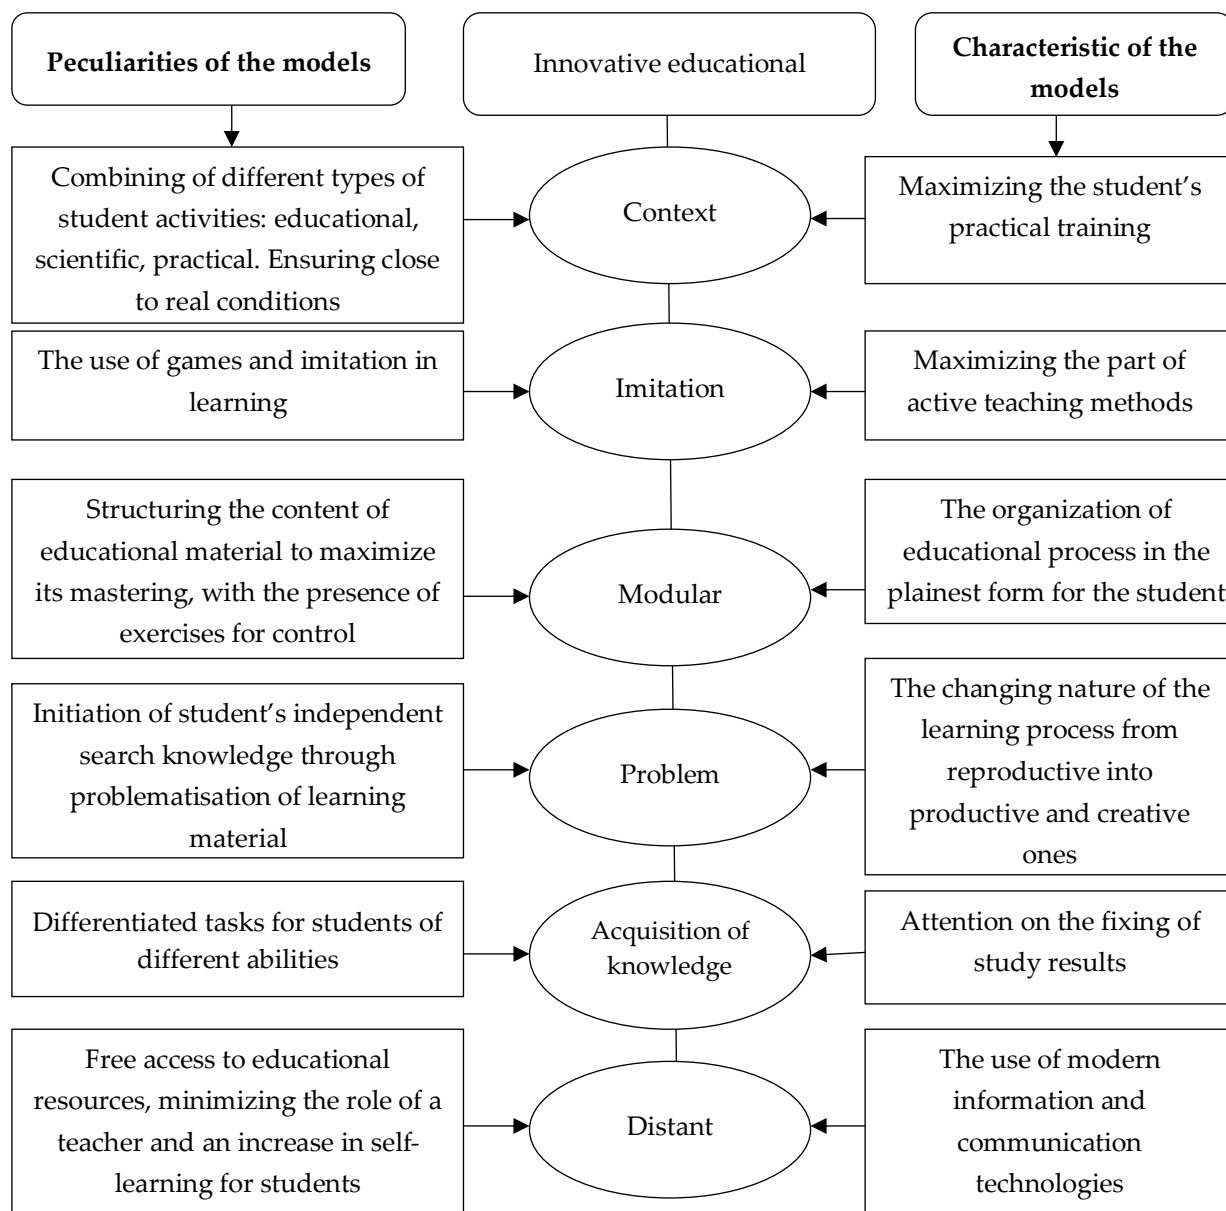 Peculiarities of the models
Innovative educational
Characteristic of the
models
Combining of different types of
student activities: educational,
scientific, practical. Ensuring close
to real conditions
Context
Maximizing the student’s
practical training
The use of games and imitation in
learning
Imitation
Maximizing the part of
active teaching methods
Structuring the content of
educational material to maximize
its mastering, with the presence of
exercises for control
Modular
The organization of
educational process in the
plainest form for the student
Initiation of student’s independent
search knowledge through
problematisation of learning
material
Problem
The changing nature of the
learning process from
reproductive into
productive and creative
ones
Differentiated tasks for students of
different abilities
Acquisition of
knowledge
Attention on the fixing of
study results
Free access to educational
resources, minimizing the role of a
teacher and an increase in self-
learning for students
Distant
The use of modern
information and
communication
technologies